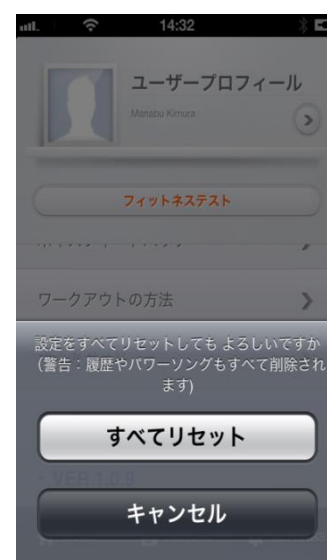 14:32
ユーザープロフィール
Manabu Kimura
フィットネステスト
ワークアウトの方法
設定をすべてリセットしても よろしいですか
(警告：履歴やパワーソングもすべて削除され
ます)
すべてリセット
VER.1.0.9
キャンセル